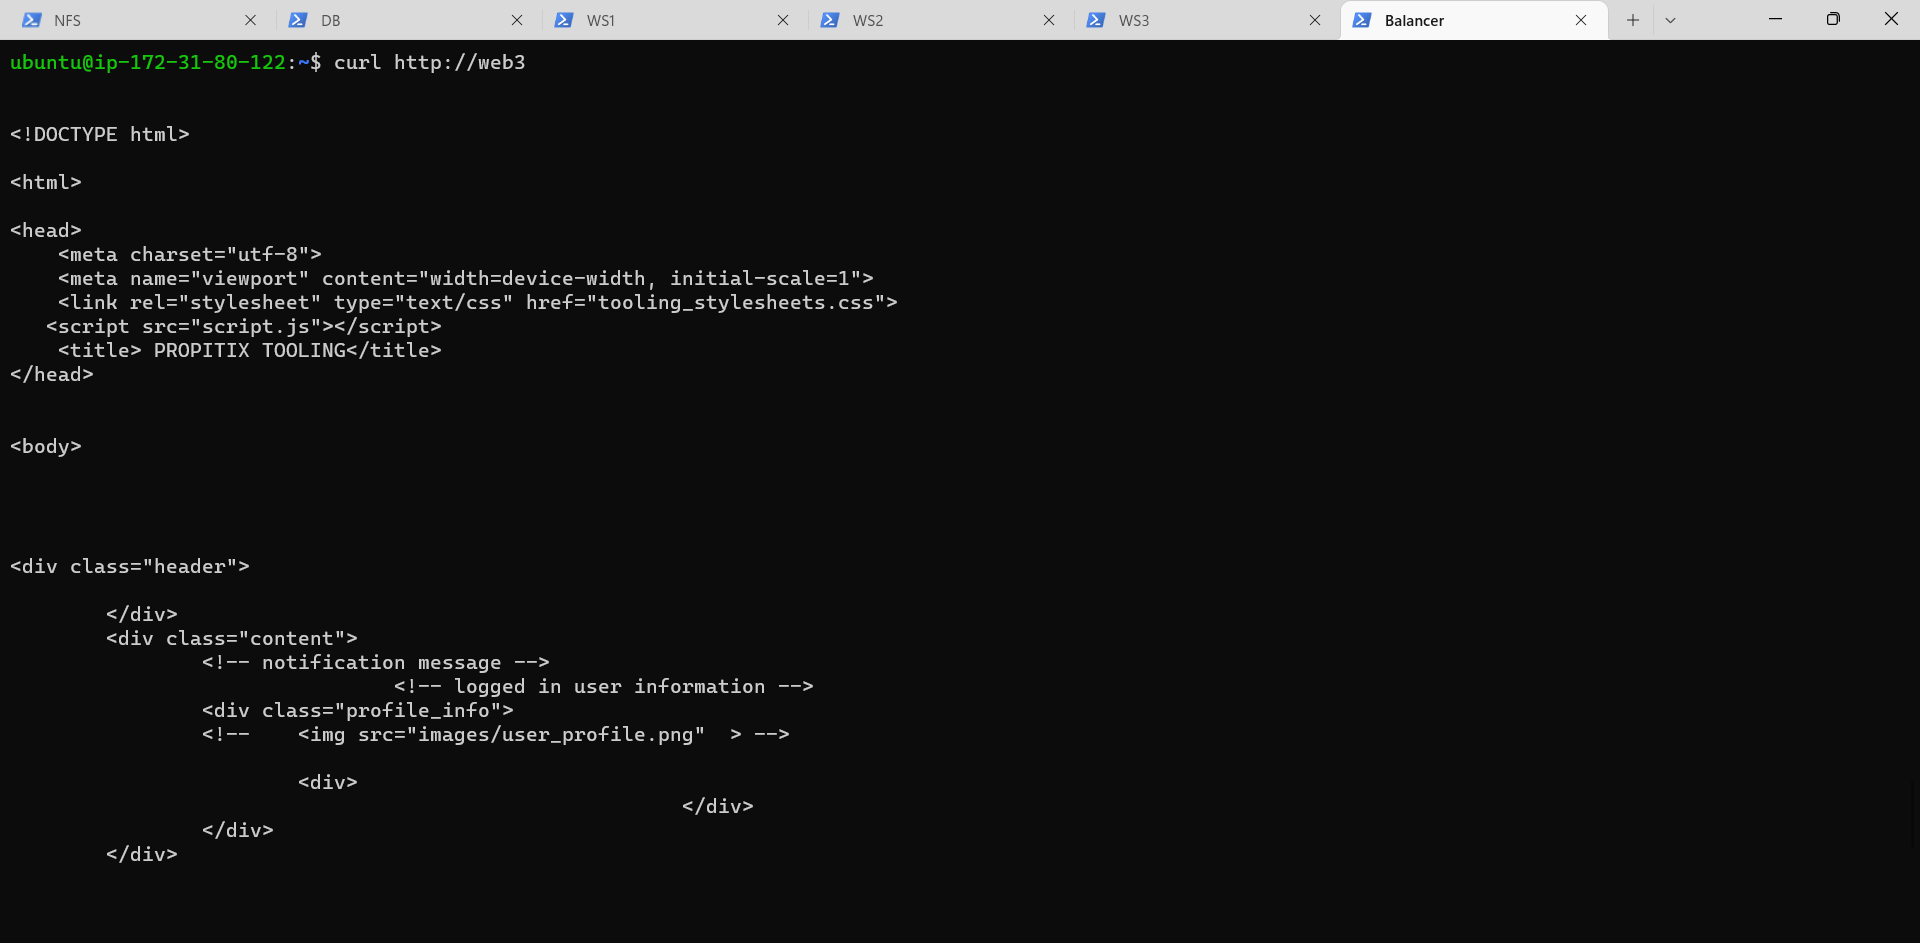 NFS
DB
WS1
WS2
WS3
Balancer
ubuntu@ip-172-31-80-122:~$ curl http://web3
<!DOCTYPE html>
<html>
<head>
    <meta charset="utf-8">
    <meta name="viewport" content="width=device-width, initial-scale=1">
    <link rel="stylesheet" type="text/css" href="tooling_stylesheets.css">
   <script src="script.js"></script>
    <title> PROPITIX TOOLING</title>
</head>
<body>
<div class="header">
        </div>
        <div class="content">
                <!-- notification message -->
                                <!-- logged in user information -->
                <div class="profile_info">
                <!--    <img src="images/user_profile.png"  > -->
                        <div>
                                                        </div>
                </div>
        </div>